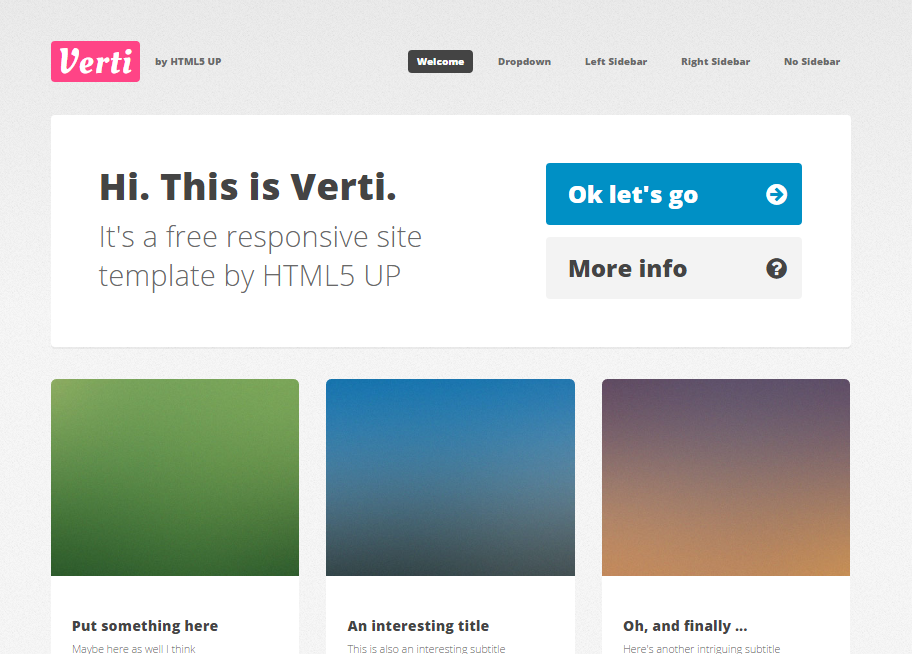 Verti
by HTML5 UP
Welcome
Dropdown
Left Sidebar
Right Sidebar
No Sidebar
Hi. This is Verti.
It's a free responsive site
template by HTML5 UP
Ok let's go
More info
Put something here
Maybe here as well I think
An interesting title
This is also an interesting subtitle
Oh, and finally ...
Here's another intriguing subtitle